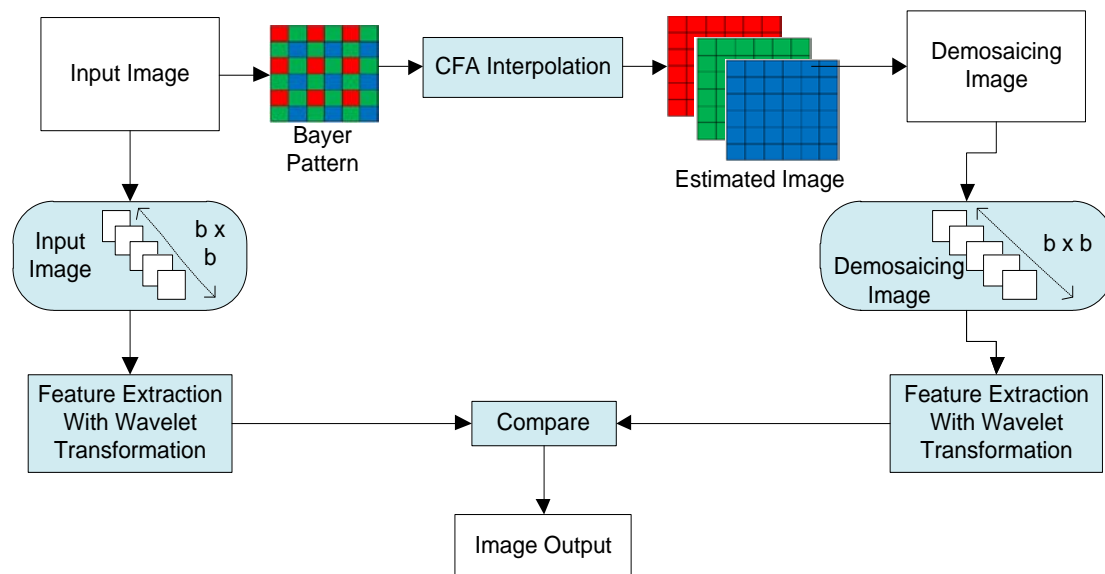 Input Image
Bayer
Pattern
CFA Interpolation
Estimated Image
Demosaicing
Image
Input
Image
b x
b
Demosaicing
Image
b x b
Feature Extraction
With Wavelet
Transformation
Compare
Feature Extraction
With Wavelet
Transformation
Image Output